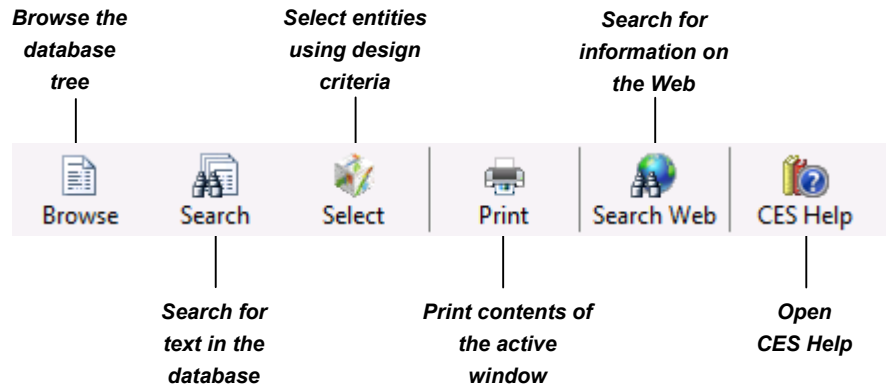 Browse the
database
tree
Select entities
using design
criteria
Search for
information on
the Web
Browse
Search
Select
Print
Search Web
CES Help
Search for
text in the
database
Print contents of
the active
window
Open
CES Help